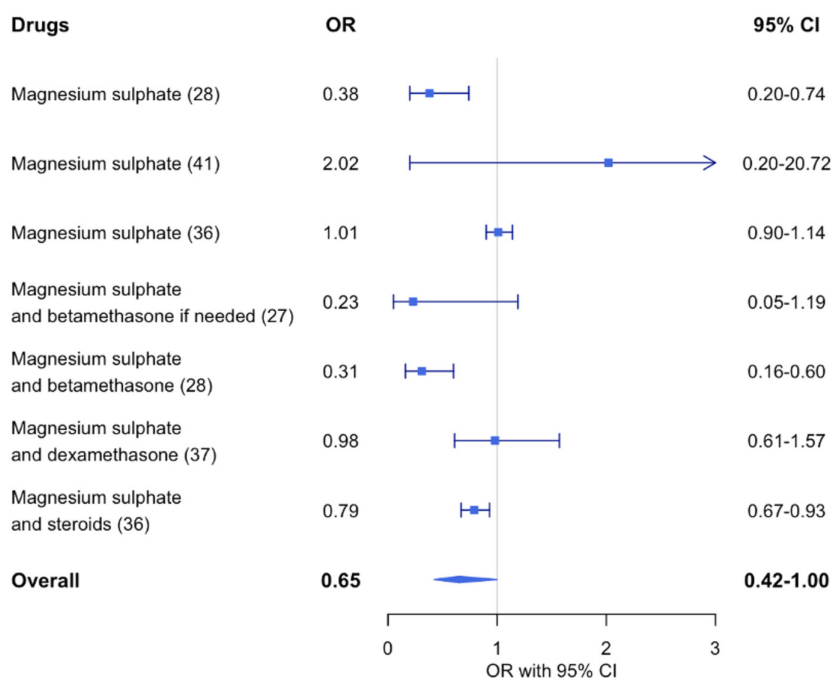 Drugs OR 95% CI
Magnesium sulphate (28) 0.38 0.20-0.74
Magnesium sulphate (41) 2.02 0.20-20.72
Magnesium sulphate (36) 1.01 0.90-1.14
Magnesium sulphate
and betamethasone if needed (27) 0.23 0.05-1.19
Magnesium sulphate
and betamethasone (28) 0.31 0.16-0.60
Magnesium sulphate
and dexamethasone (37) 0.98 0.61-1.57
Magnesium sulphate
and steroids (36) 0.79 0.67-0.93
Overall 0.65 0.42-1.00
0 1 2 3
OR with 95% CI